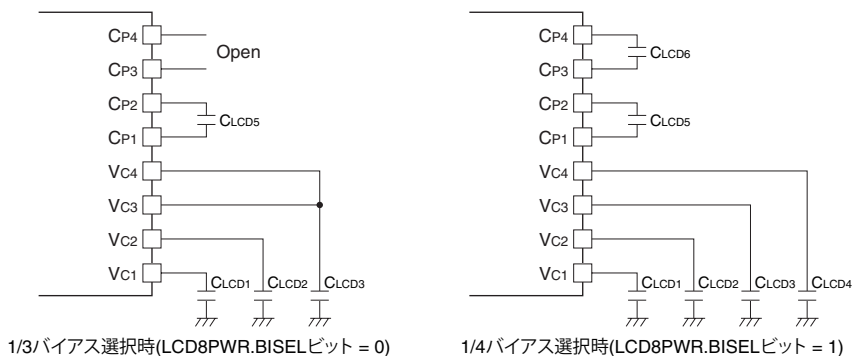 CP4
Open
CP3
CP2
CLCD5
CP1
VC4
VC3
VC2
VC1
CLCD1
CLCD2
CLCD3
1/3バイアス選択時(LCD8PWR.BISELビット = 0)
CP4
CLCD6
CP3
CP2
CLCD5
CP1
VC4
VC3
VC2
VC1
CLCD1
CLCD2
CLCD3
CLCD4
1/4バイアス選択時(LCD8PWR.BISELビット = 1)